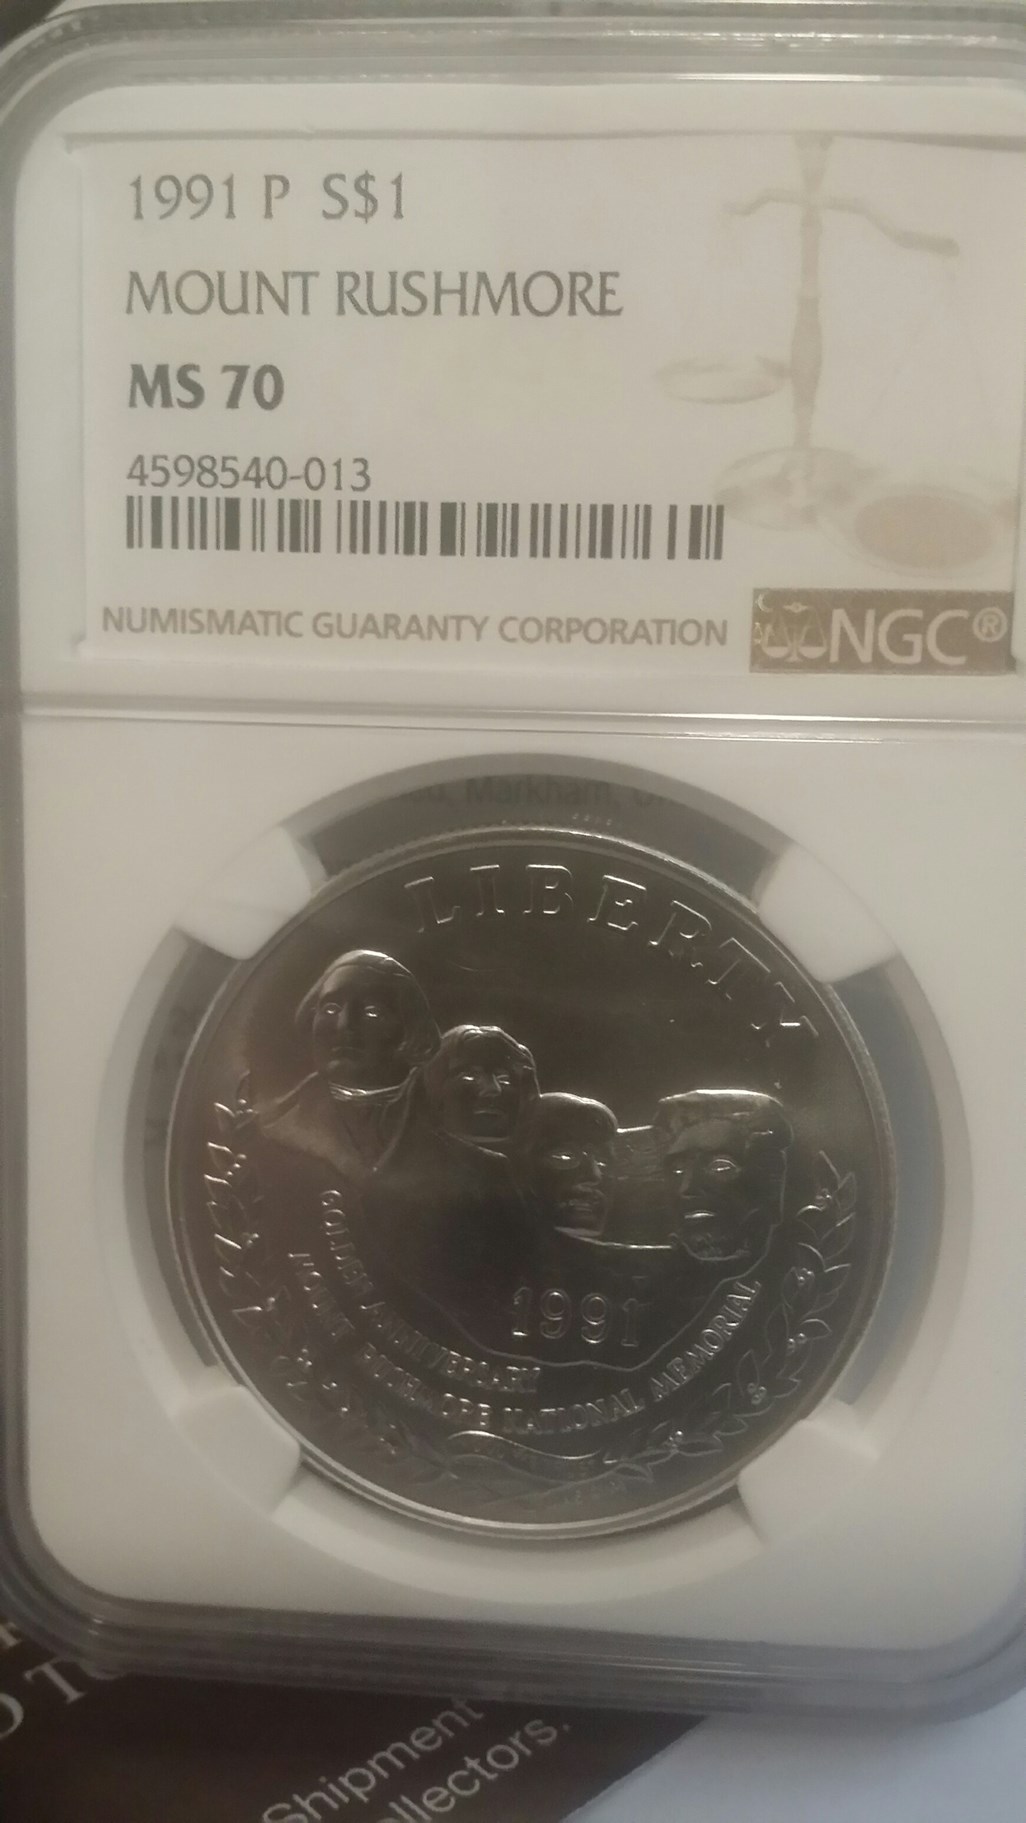 1991 P S$1
MOUNT RUSHMORE
MS 70
4598540-013
NUMISMATIC GUARANTY CORPORATION
NGC®
Markham,
LIBERTY
1991
GOLDEN ANNIVERSARY
MOUNT RUSHMORE NATIONAL MEMORIAL
Shipment